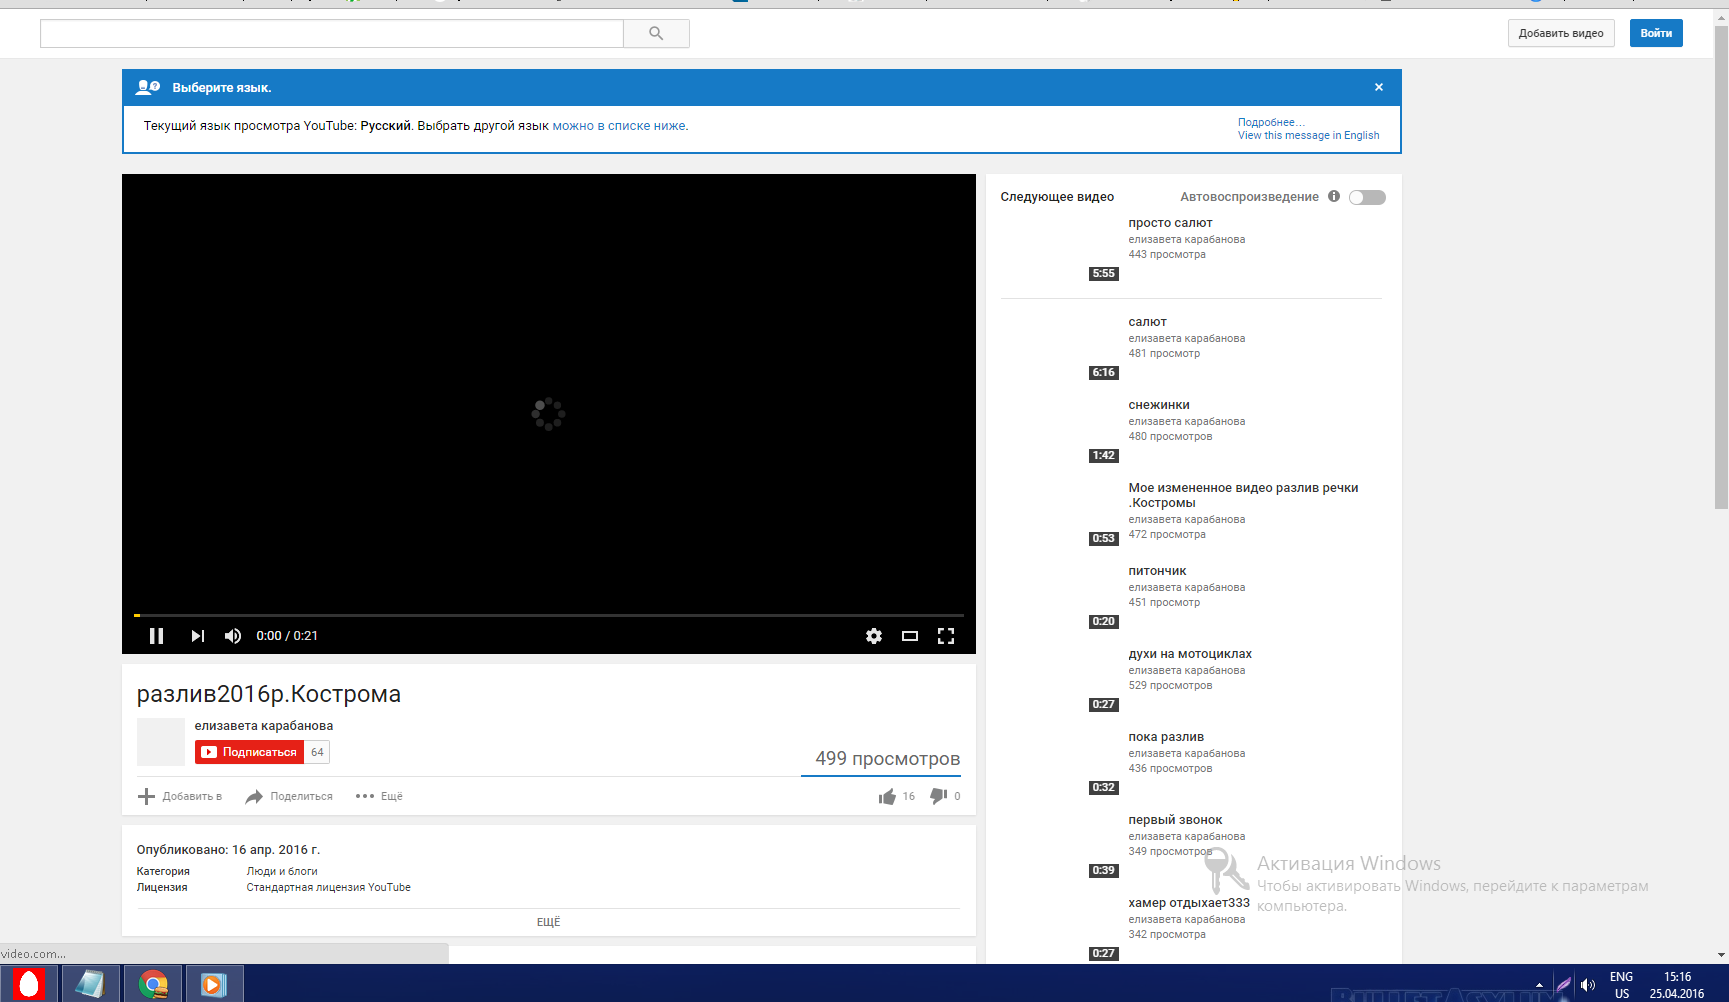 Добавить видео
Войти
Выберите язык.
×
Текущий язык просмотра YouTube: Русский. Выбрать другой язык можно в списке ниже.
Подробнее...
View this message in English
Следующее видео
Автовоспроизведение
просто салют
елизавета карабанова
443 просмотра
5:55
салют
елизавета карабанова
481 просмотр
6:16
снежинки
елизавета карабанова
480 просмотров
1:42
Мое измененное видео разлив речки
.Костромы
елизавета карабанова
472 просмотра
0:53
питончик
елизавета карабанова
451 просмотр
0:20
духи на мотоциклах
елизавета карабанова
529 просмотров
0:27
пока разлив
елизавета карабанова
436 просмотров
0:32
первый звонок
елизавета карабанова
349 просмотров
0:39
хамер отдыхает333
елизавета карабанова
342 просмотра
0:27
0:00 / 0:21
разлив2016р.Кострома
елизавета карабанова
Подписаться 64
499 просмотров
Добавить в
Поделиться
Ещё
16
0
Опубликовано: 16 апр. 2016 г.
Категория Люди и блоги
Лицензия Стандартная лицензия YouTube
ЕЩЁ
Активация Windows
Чтобы активировать Windows, перейдите к параметрам
компьютера.
video.com...
ENG
US
15:16
25.04.2016